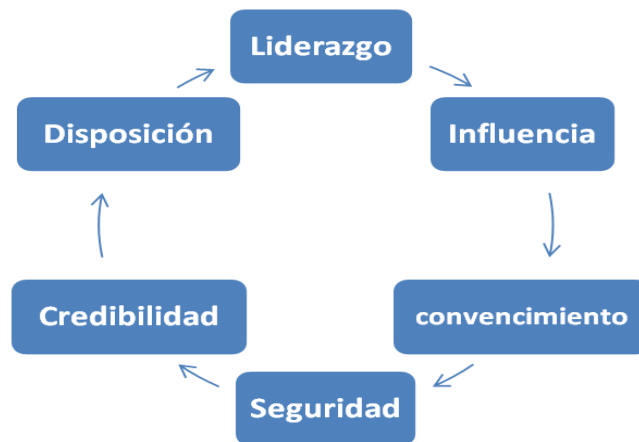 Liderazgo
Influencia
convencimiento
Seguridad
Credibilidad
Disposición